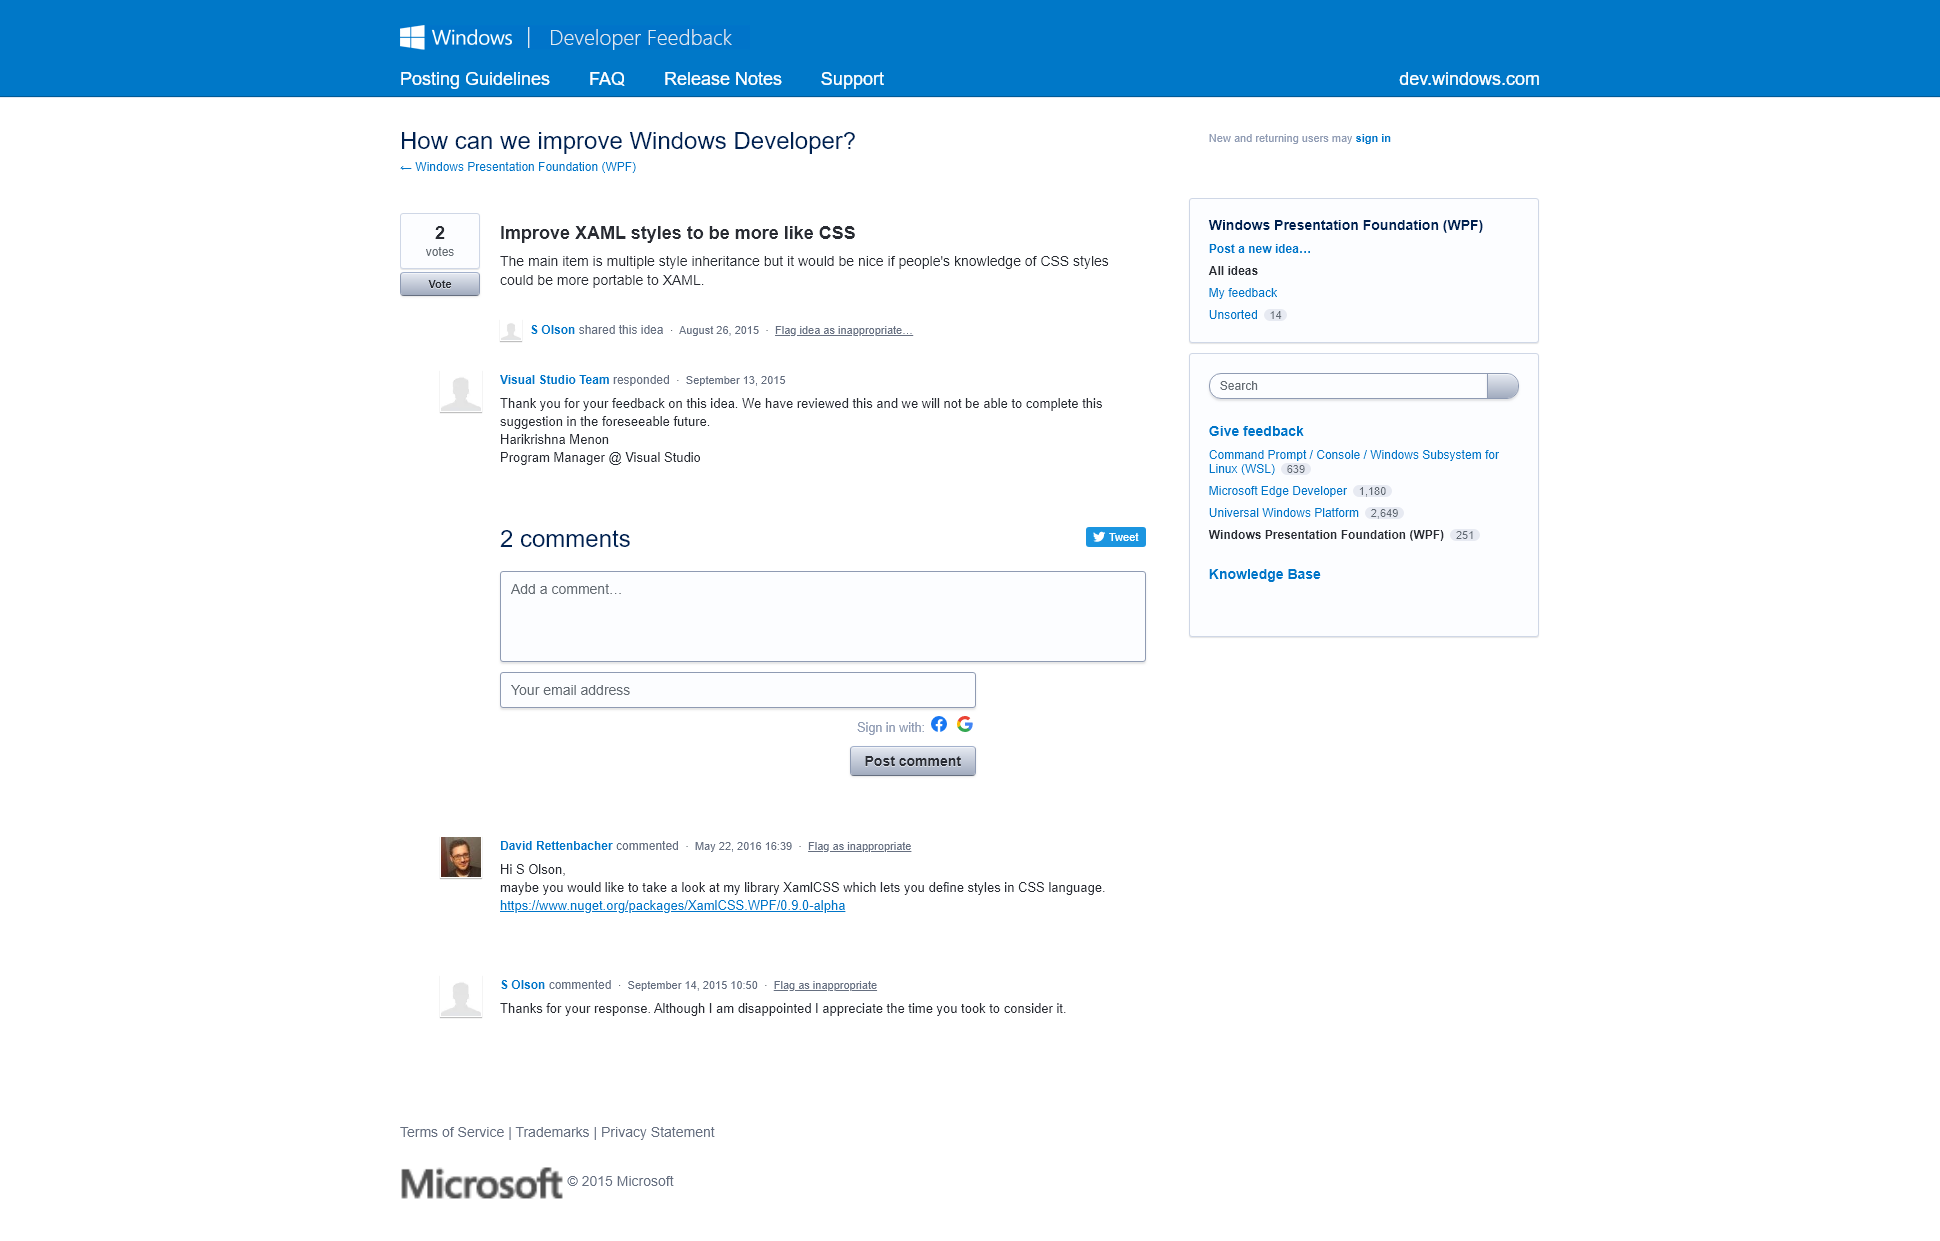 Windows | Developer Feedback
Posting Guidelines FAQ Release Notes Support dev.windows.com
How can we improve Windows Developer?
← Windows Presentation Foundation (WPF)
New and returning users may sign in
2
votes
Vote
Improve XAML styles to be more like CSS
The main item is multiple style inheritance but it would be nice if people's knowledge of CSS styles
could be more portable to XAML.
S Olson shared this idea · August 26, 2015 · Flag idea as inappropriate…
Visual Studio Team responded · September 13, 2015
Thank you for your feedback on this idea. We have reviewed this and we will not be able to complete this
suggestion in the foreseeable future.
Harikrishna Menon
Program Manager @ Visual Studio
2 comments
Tweet
Add a comment…
Your email address
Sign in with:
Post comment
David Rettenbacher commented · May 22, 2016 16:39 · Flag as inappropriate
Hi S Olson,
maybe you would like to take a look at my library XamlCSS which lets you define styles in CSS language.
https://www.nuget.org/packages/XamlCSS.WPF/0.9.0-alpha
S Olson commented · September 14, 2015 10:50 · Flag as inappropriate
Thanks for your response. Although I am disappointed I appreciate the time you took to consider it.
Windows Presentation Foundation (WPF)
Post a new idea…
All ideas
My feedback
Unsorted 14
Search
Give feedback
Command Prompt / Console / Windows Subsystem for
Linux (WSL) 639
Microsoft Edge Developer 1,180
Universal Windows Platform 2,649
Windows Presentation Foundation (WPF) 251
Knowledge Base
Terms of Service | Trademarks | Privacy Statement
Microsoft © 2015 Microsoft